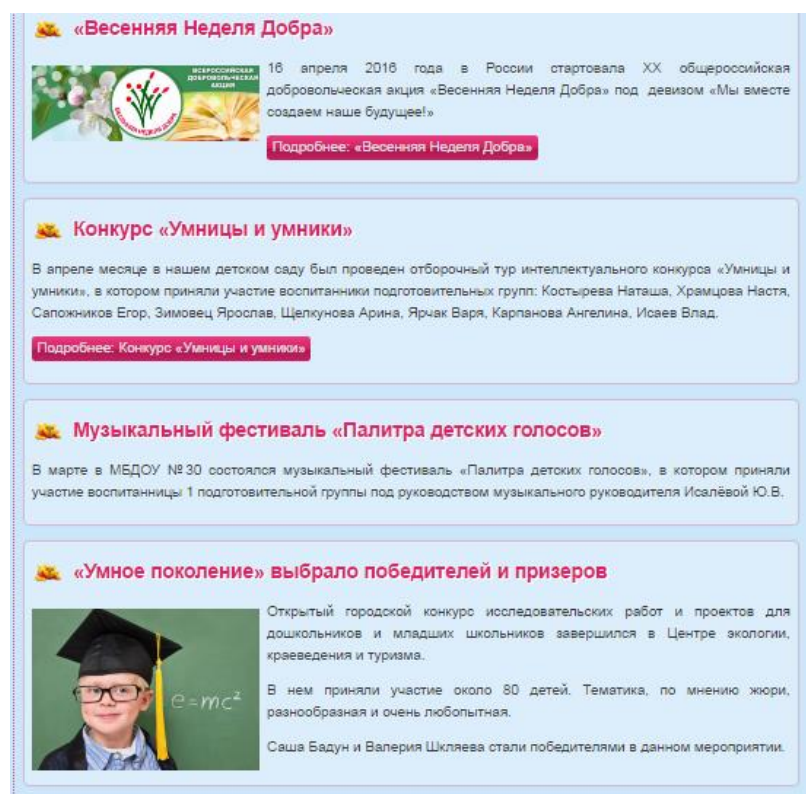 «Весенняя Неделя Добра»
ВСЕРОССИЙСКАЯ
ДОБРОВОЛЬЧЕСКАЯ
АКЦИЯ
ВЕСЕННЯЯ НЕДЕЛЯ ДОБРА
16 апреля 2016 года в России стартовала XX общероссийская
добровольческая акция «Весенняя Неделя Добра» под девизом «Мы вместе
создаем наше будущее!»
Подробнее: «Весенняя Неделя Добра»
Конкурс «Умницы и умники»
В апреле месяце в нашем детском саду был проведен отборочный тур интеллектуального конкурса «Умницы и
умники», в котором приняли участие воспитанники подготовительных групп: Костырева Наташа, Храмцова Настя,
Сапожников Егор, Зимовец Ярослав, Щелкунова Арина, Ярчак Варя, Карпанова Ангелина, Исаев Влад.
Подробнее: Конкурс «Умницы и умники»
Музыкальный фестиваль «Палитра детских голосов»
В марте в МБДОУ №30 состоялся музыкальный фестиваль «Палитра детских голосов», в котором приняли
участие воспитанницы 1 подготовительной группы под руководством музыкального руководителя Исалёвой Ю.В.
«Умное поколение» выбрало победителей и призеров
Открытый городской конкурс исследовательских работ и проектов для
дошкольников и младших школьников завершился в Центре экологии,
краеведения и туризма.
e=mc²
В нем приняли участие около 80 детей. Тематика, по мнению жюри,
разнообразная и очень любопытная.
Саша Бадун и Валерия Шкляева стали победителями в данном мероприятии.